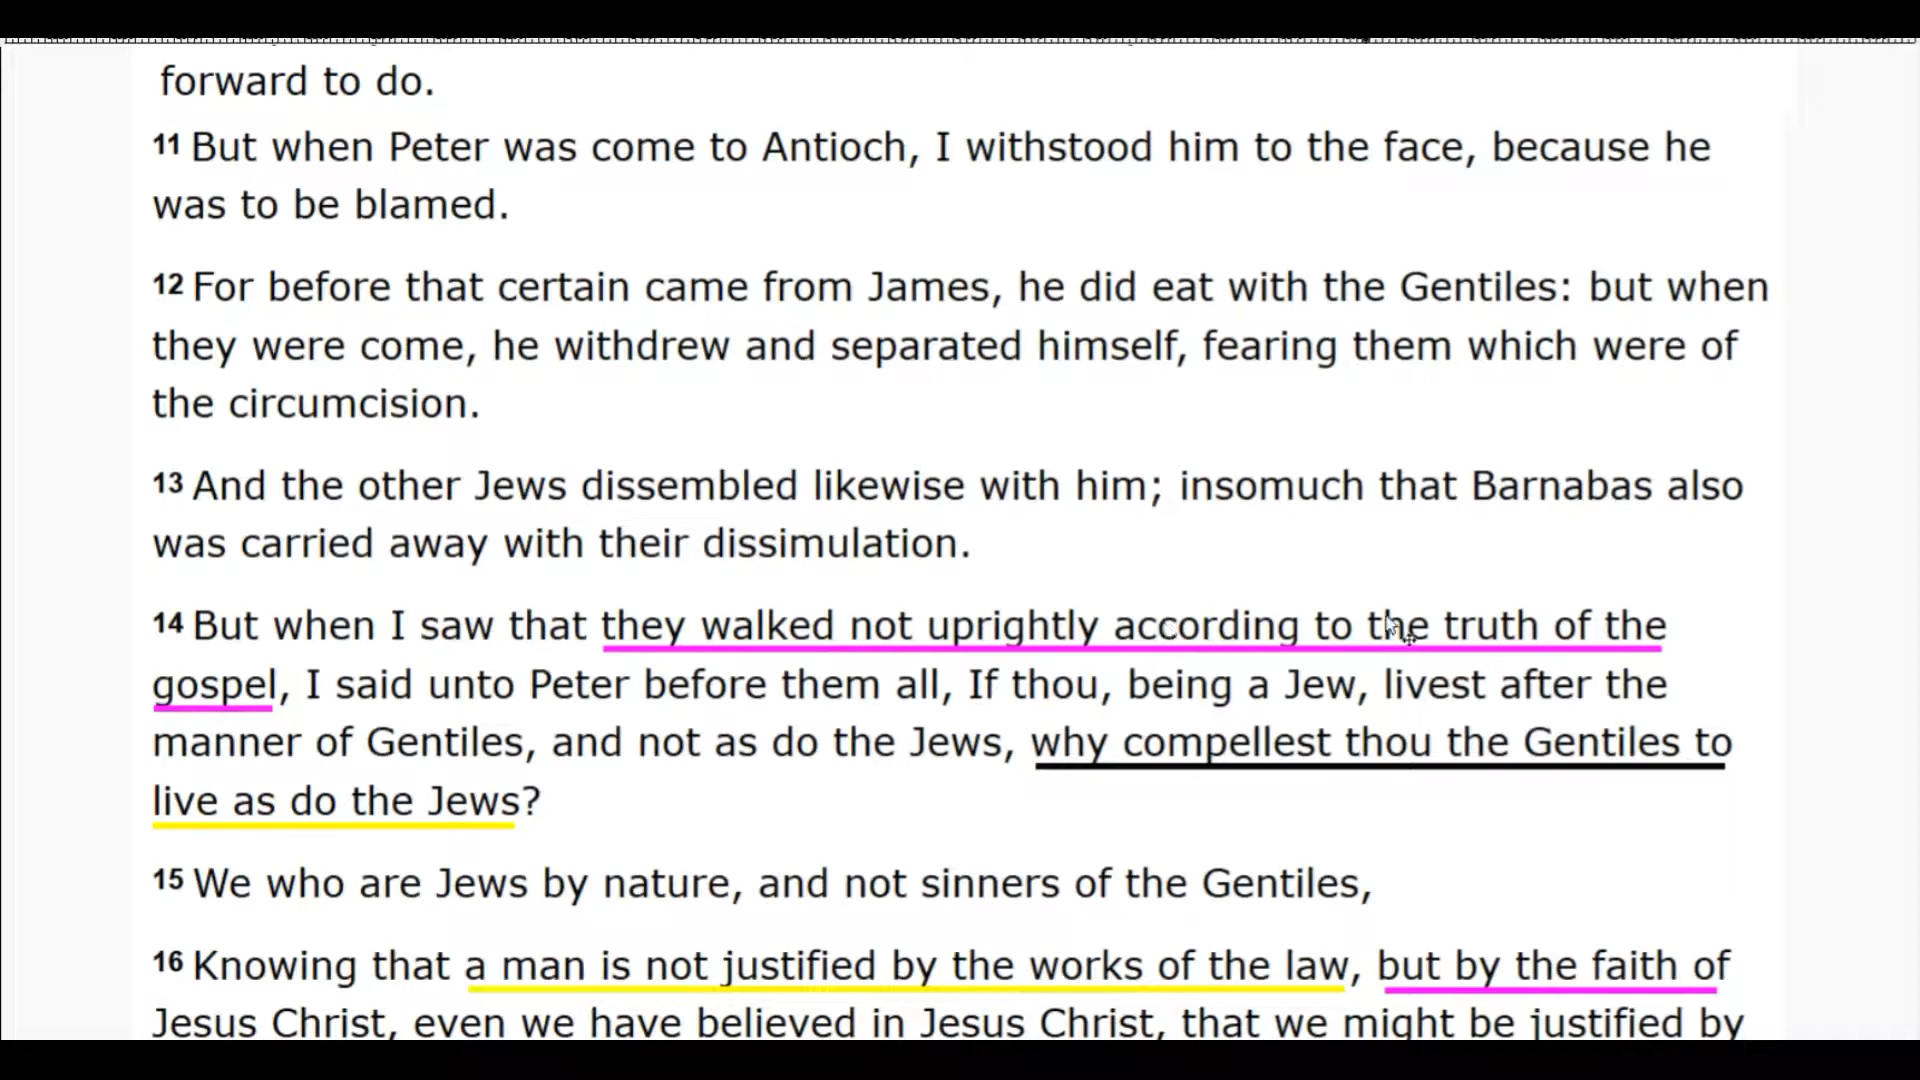 forward to do.
11 But when Peter was come to Antioch, I withstood him to the face, because he
was to be blamed.
12 For before that certain came from James, he did eat with the Gentiles: but when
they were come, he withdrew and separated himself, fearing them which were of
the circumcision.
13 And the other Jews dissembled likewise with him; insomuch that Barnabas also
was carried away with their dissimulation.
14 But when I saw that they walked not uprightly according to the truth of the
gospel, I said unto Peter before them all, If thou, being a Jew, livest after the
manner of Gentiles, and not as do the Jews, why compellest thou the Gentiles to
live as do the Jews?
15 We who are Jews by nature, and not sinners of the Gentiles,
16 Knowing that a man is not justified by the works of the law, but by the faith of
Jesus Christ, even we have believed in Jesus Christ, that we might be justified by